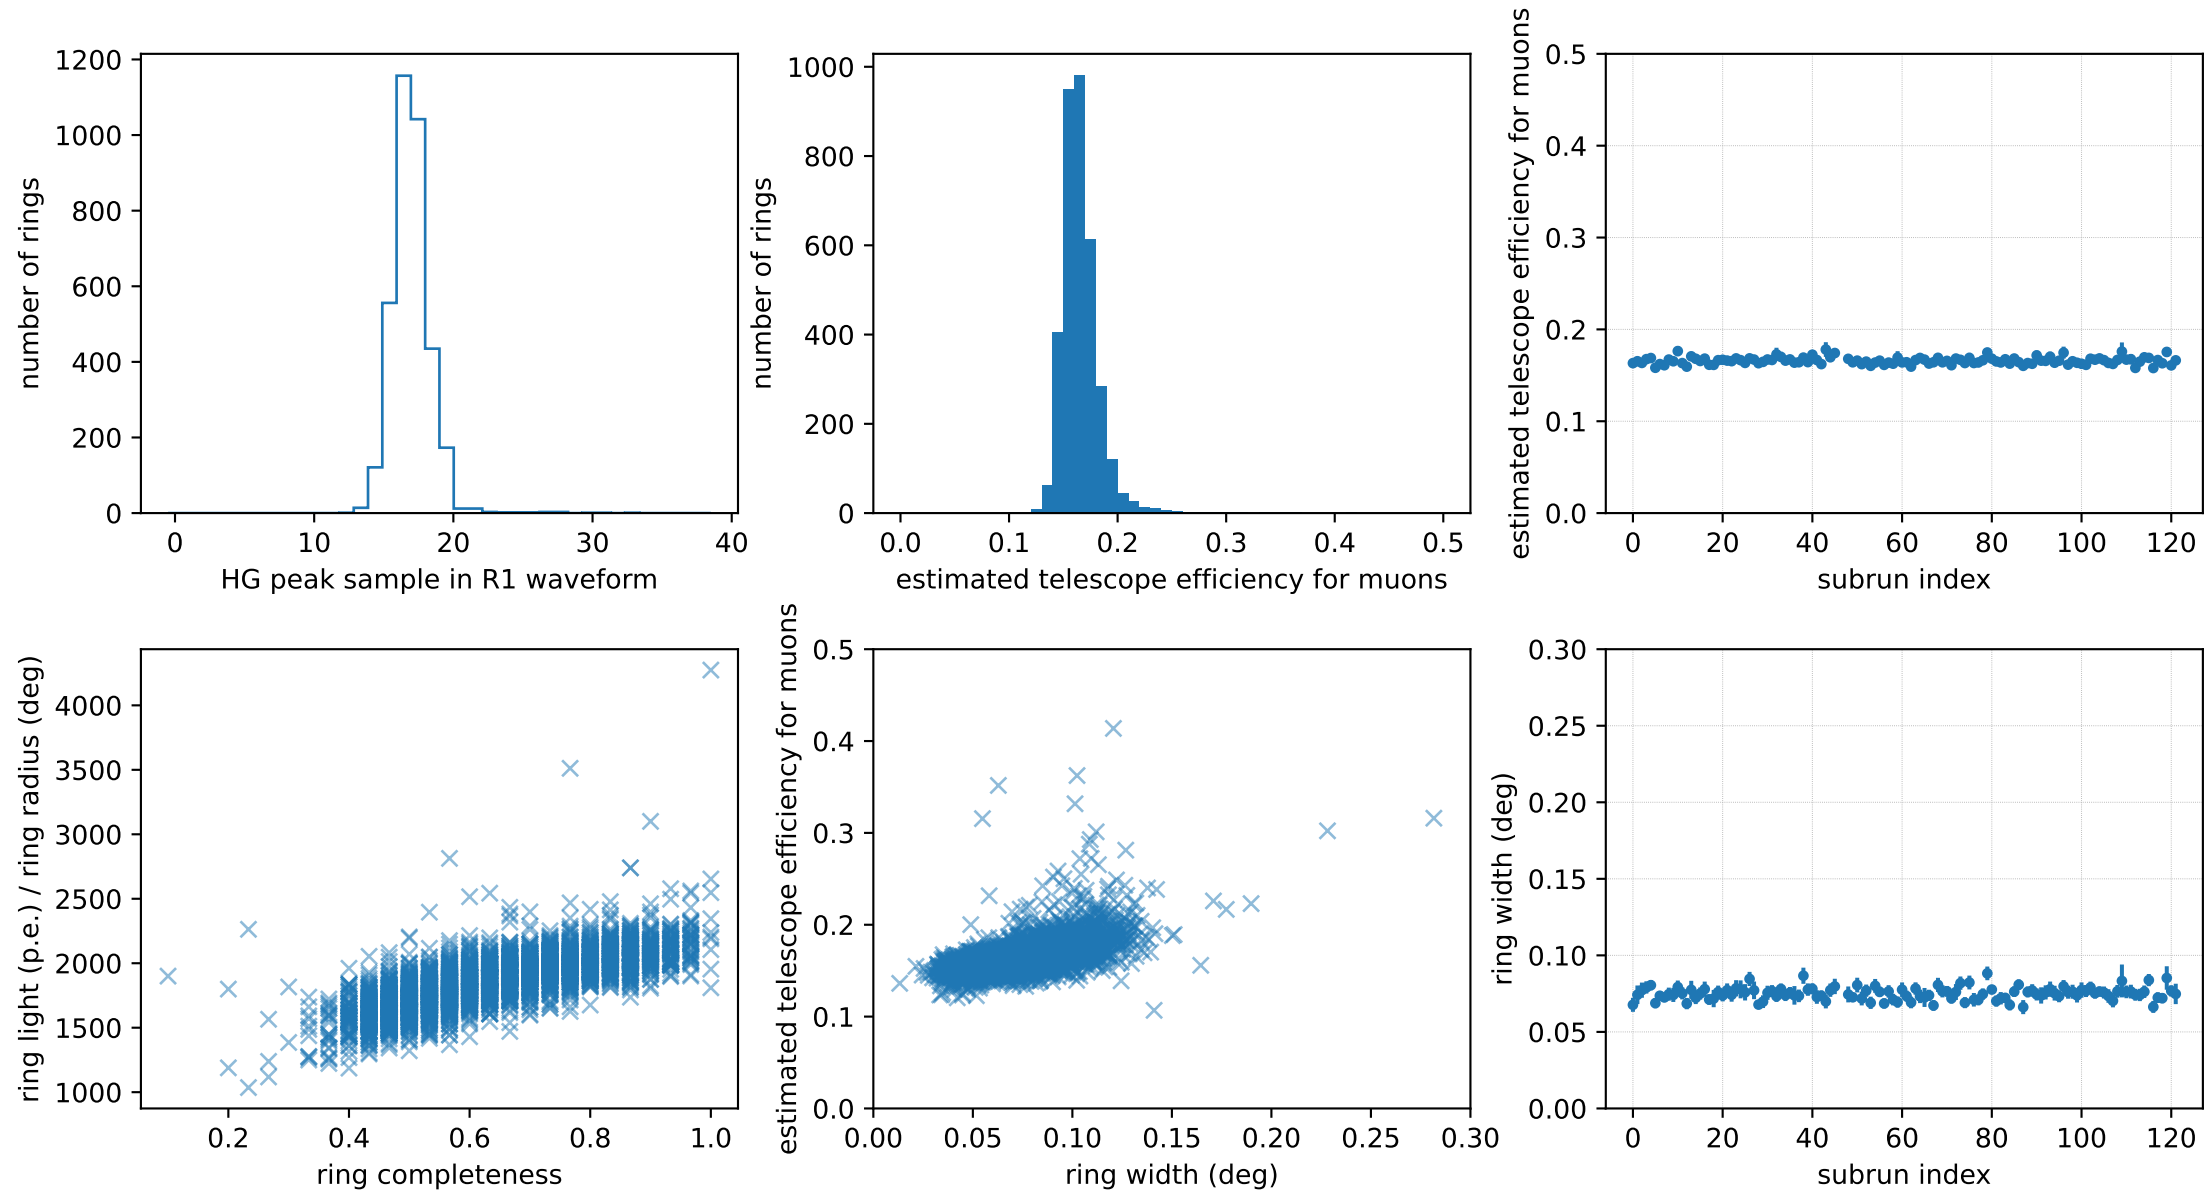 number of rings
1200
1000
800
600
400
200
0
0 10 20 30 40
HG peak sample in R1 waveform
number of rings
1000
800
600
400
200
0
0.0 0.1 0.2 0.3 0.4 0.5
estimated telescope efficiency for muons
estimated telescope efficiency for muons
0.5
0.4
0.3
0.2
0.1
0.0
0 20 40 60 80 100 120
subrun index
ring light (p.e.) / ring radius (deg)
4000
3500
3000
2500
2000
1500
1000
0.2 0.4 0.6 0.8 1.0
ring completeness
estimated telescope efficiency for muons
0.5
0.4
0.3
0.2
0.1
0.0
0.00 0.05 0.10 0.15 0.20 0.25 0.30
ring width (deg)
ring width (deg)
0.30
0.25
0.20
0.15
0.10
0.05
0.00
0 20 40 60 80 100 120
subrun index